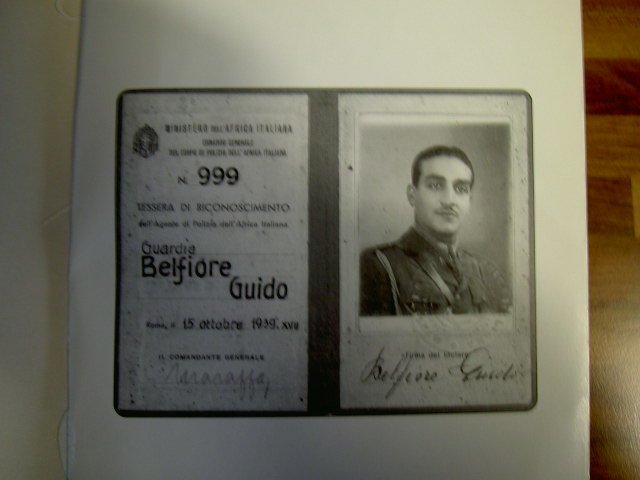 MINISTERO DELL'AFRICA ITALIANA
COMANDO GENERALE
DEL CORPO DI POLIZIA DELL'AFRICA ITALIANA
N. 999
TESSERA DI RICONOSCIMENTO
dell'Agente di Polizia dell'Africa Italiana
Guardia
Belfiore
Guido
Roma, il 15 ottobre 1939. XVII
IL COMANDANTE GENERALE
Firma del titolare
Belfiore Guido